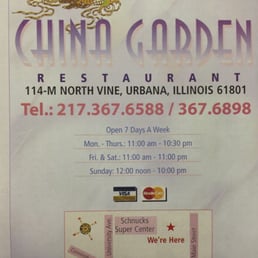 CHINA GARDEN
RESTAURANT
114-M NORTH VINE, URBANA, ILLINOIS 61801
Tel.: 217.367.6588 / 367.6898
Open 7 Days A Week
Mon. - Thurs.: 11:00 am - 10:30 pm
Fri. & Sat.: 11:00 am - 11:00 pm
Sunday: 12:00 noon - 10:00 pm
VISA MasterCard
Schnucks
Super Center
We're Here
University Ave.
Main Street